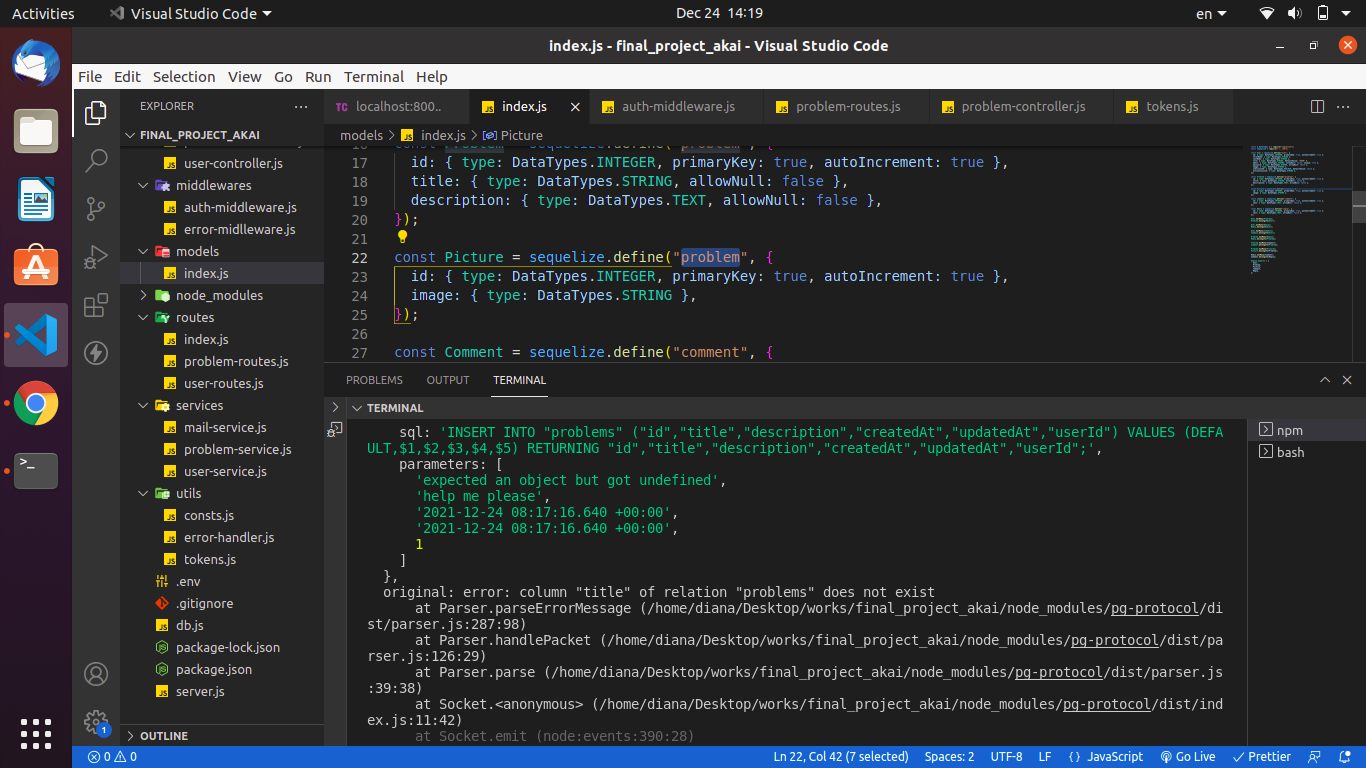 Activities
Visual Studio Code
Dec 24 14:19
en
index.js - final_project_akai - Visual Studio Code
File Edit Selection View Go Run Terminal Help
EXPLORER
localhost:800..
index.js
auth-middleware.js
problem-routes.js
problem-controller.js
tokens.js
FINAL_PROJECT_AKAI
models > index.js > Picture
user-controller.js
middlewares
auth-middleware.js
error-midlleware.js
models
index.js
node_modules
routes
index.js
problem-routes.js
user-routes.js
services
mail-service.js
problem-service.js
user-service.js
utils
consts.js
error-handler.js
tokens.js
.env
.gitignore
db.js
package-lock.json
package.json
server.js
OUTLINE
16 const Problem = sequelize.define("problem", {
17 id: { type: DataTypes.INTEGER, primaryKey: true, autoIncrement: true },
18 title: { type: DataTypes.STRING, allowNull: false },
19 description: { type: DataTypes.TEXT, allowNull: false },
20 });
21
22 const Picture = sequelize.define("problem", {
23 id: { type: DataTypes.INTEGER, primaryKey: true, autoIncrement: true },
24 image: { type: DataTypes.STRING },
25 });
26
27 const Comment = sequelize.define("comment", {
PROBLEMS OUTPUT TERMINAL
TERMINAL
sql: 'INSERT INTO "problems" ("id","title","description","createdAt","updatedAt","userId") VALUES (DEFA
ULT,$1,$2,$3,$4,$5) RETURNING "id","title","description","createdAt","updatedAt","userId";',
parameters: [
'expected an object but got undefined',
'help me please',
'2021-12-24 08:17:16.640 +00:00',
'2021-12-24 08:17:16.640 +00:00',
1
]
},
original: error: column "title" of relation "problems" does not exist
at Parser.parseErrorMessage (/home/diana/Desktop/works/final_project_akai/node_modules/pg-protocol/di
st/parser.js:287:98)
at Parser.handlePacket (/home/diana/Desktop/works/final_project_akai/node_modules/pg-protocol/dist/pa
rser.js:126:29)
at Parser.parse (/home/diana/Desktop/works/final_project_akai/node_modules/pg-protocol/dist/parser.js
:39:38)
at Socket.<anonymous> (/home/diana/Desktop/works/final_project_akai/node_modules/pg-protocol/dist/ind
ex.js:11:42)
at Socket.emit (node:events:390:28)
npm
bash
0 0
Ln 22, Col 42 (7 selected)
Spaces: 2
UTF-8
LF
{} JavaScript
Go Live
Prettier
1